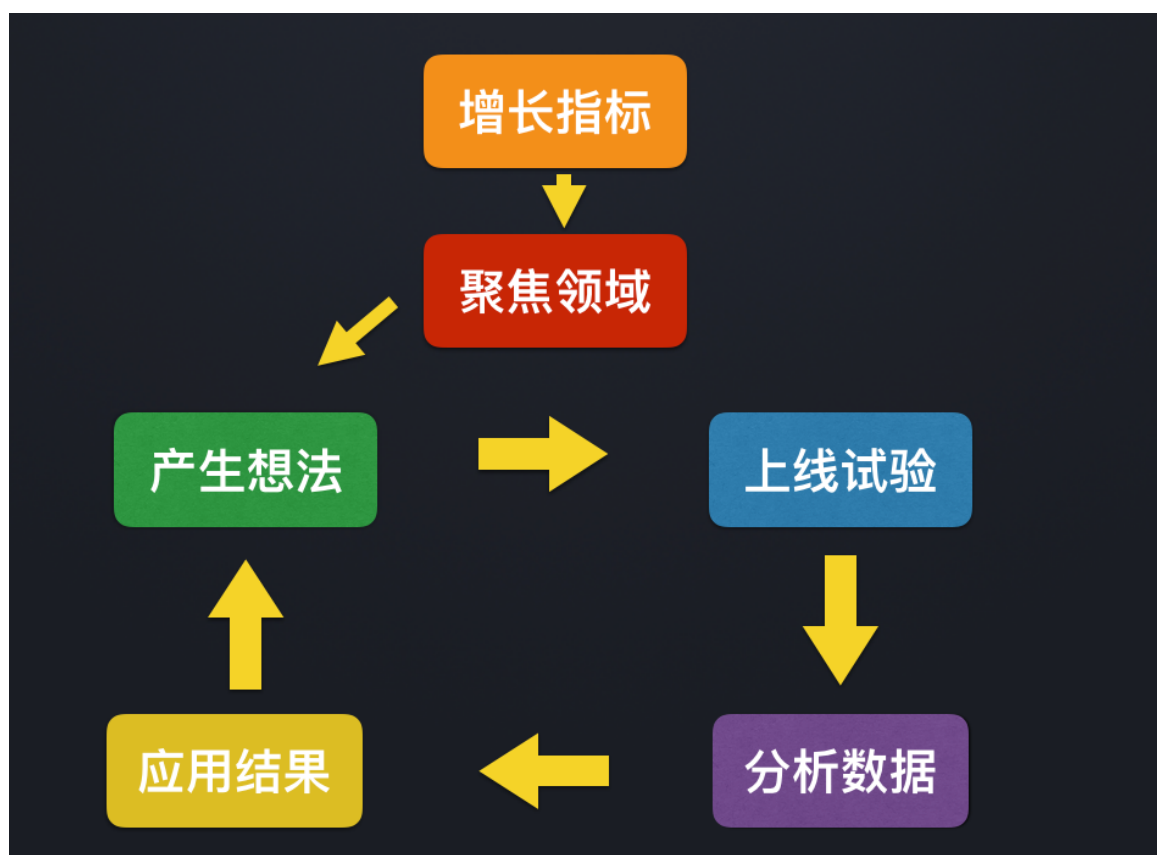 增长指标
聚焦领域
产生想法
上线试验
应用结果
分析数据